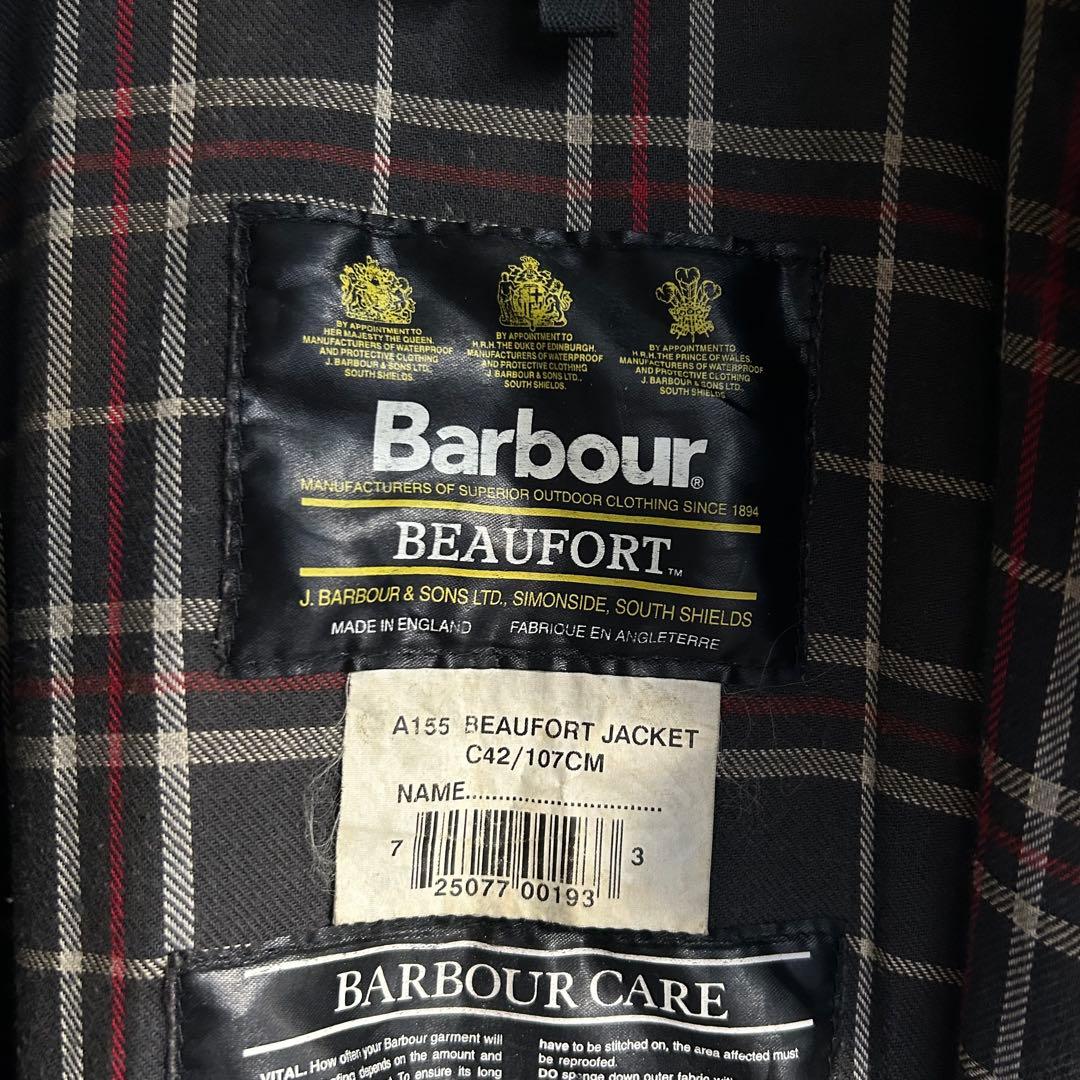 BY APPOINTMENT TO
HER MAJESTY THE QUEEN.
MANUFACTURERS OF WATERPROOF
AND PROTECTIVE CLOTHING
J. BARBOUR & SONS LTD.,
SOUTH SHIELDS.
BY APPOINTMENT TO
H.R.H. THE DUKE OF EDINBURGH.
MANUFACTURERS OF WATERPROOF
AND PROTECTIVE CLOTHING
J. BARBOUR & SONS LTD.,
SOUTH SHIELDS.
BY APPOINTMENT TO
H.R.H. THE PRINCE OF WALES.
MANUFACTURERS OF WATERPROOF
AND PROTECTIVE CLOTHING
J. BARBOUR & SONS LTD.
SOUTH SHIELDS
Barbour®
MANUFACTURERS OF SUPERIOR OUTDOOR CLOTHING SINCE 1894
BEAUFORT™
J. BARBOUR & SONS LTD., SIMONSIDE, SOUTH SHIELDS
MADE IN ENGLAND FABRIQUE EN ANGLETERRE
A155 BEAUFORT JACKET
C42/107CM
NAME..............................
7 25077 00193 3
BARBOUR CARE
VITAL. How often your Barbour garment will
depends on the amount and
To ensure its long
have to be stitched on, the area affected must
be reproofed.
DO sponge down outer fabric